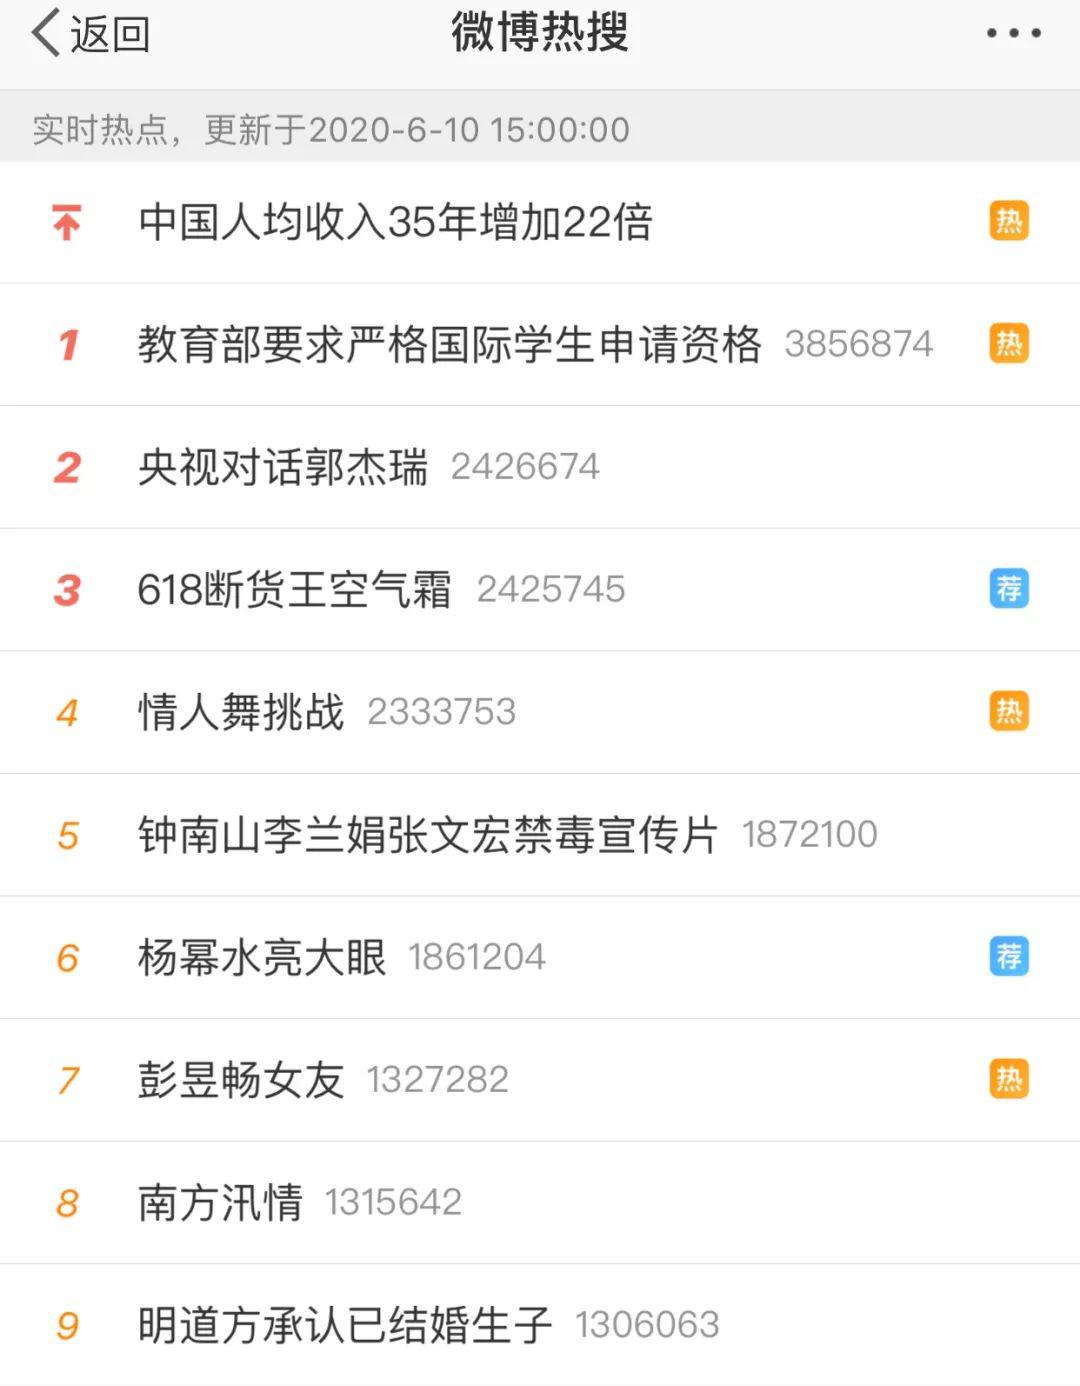 返回 微博热搜
实时热点，更新于2020-6-10 15:00:00
中国人均收入35年增加22倍 热
1 教育部要求严格国际学生申请资格 3856874 热
2 央视对话郭杰瑞 2426674
3 618断货王空气霜 2425745 荐
4 情人舞挑战 2333753 热
5 钟南山李兰娟张文宏禁毒宣传片 1872100
6 杨幂水亮大眼 1861204 荐
7 彭昱畅女友 1327282 热
8 南方汛情 1315642
9 明道方承认已结婚生子 1306063